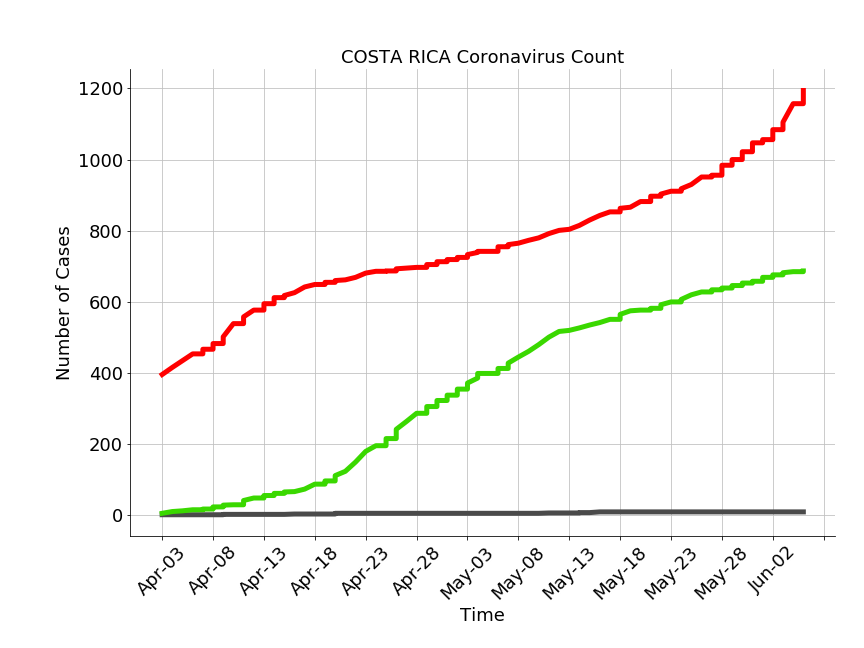 COSTA RICA Coronavirus Count
1200
1000
800
600
400
200
0
Number of Cases
Apr-03
Apr-08
Apr-13
Apr-18
Apr-23
Apr-28
May-03
May-08
May-13
May-18
May-23
May-28
Jun-02
Time